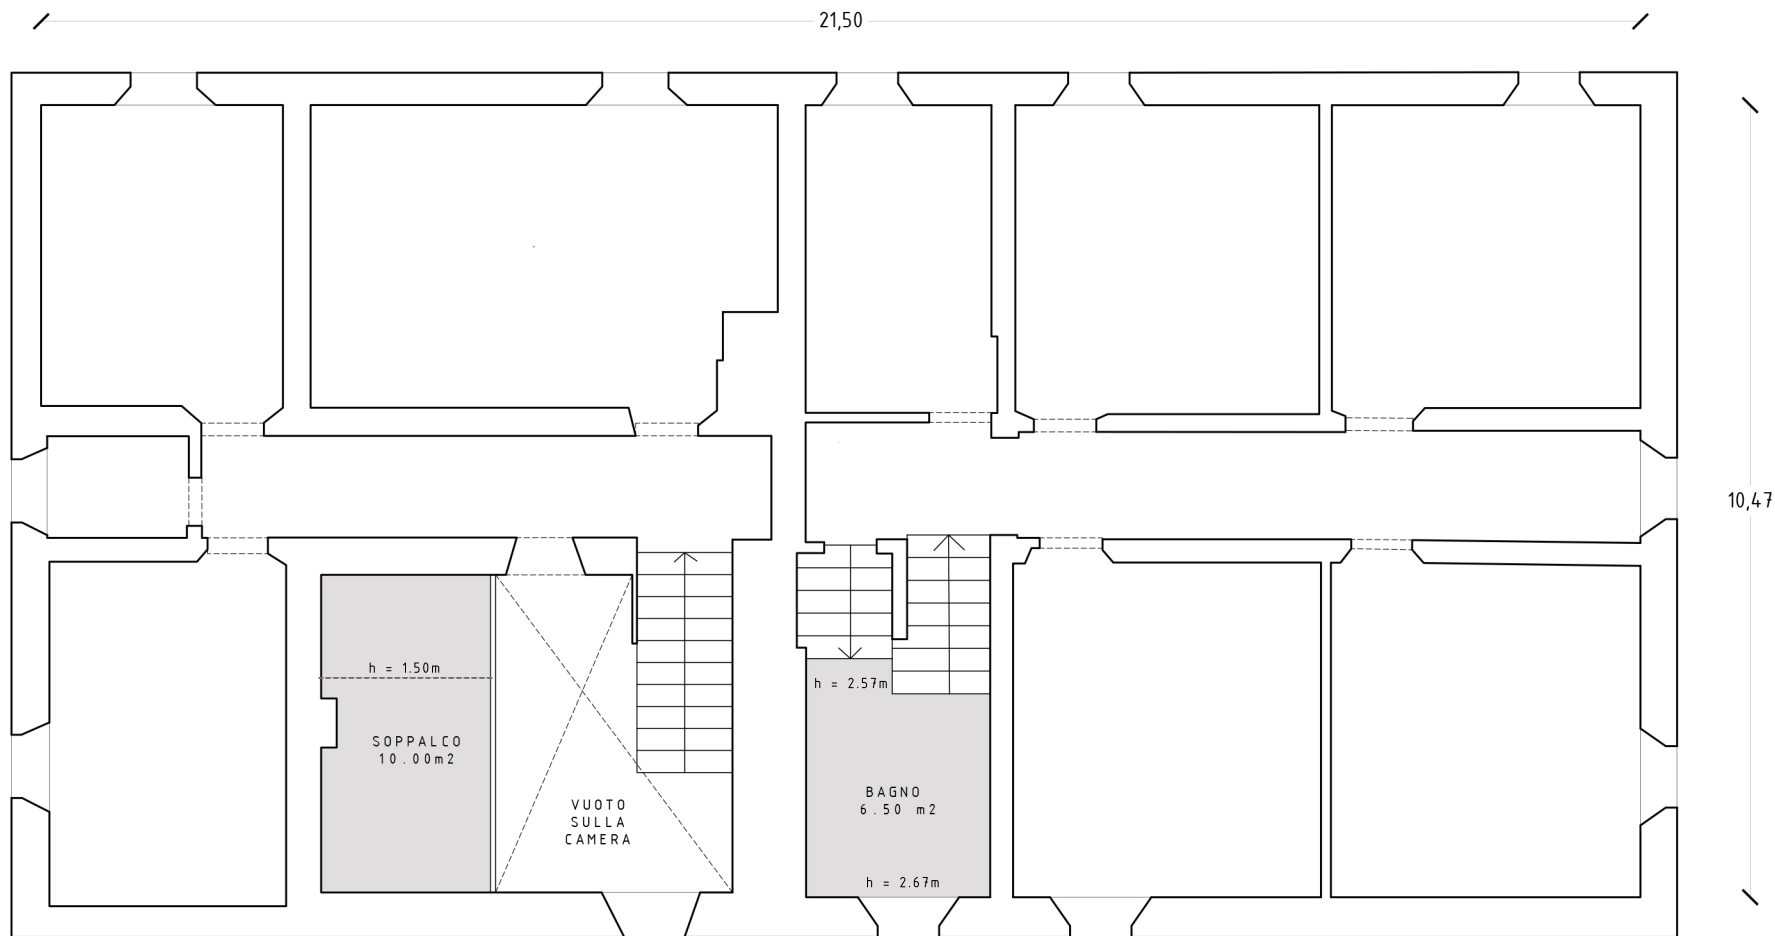 21,50
10,47
h = 1.50m
SOPPALCO
10.00m2
VUOTO
SULLA
CAMERA
h = 2.57m
BAGNO
6.50 m2
h = 2.67m